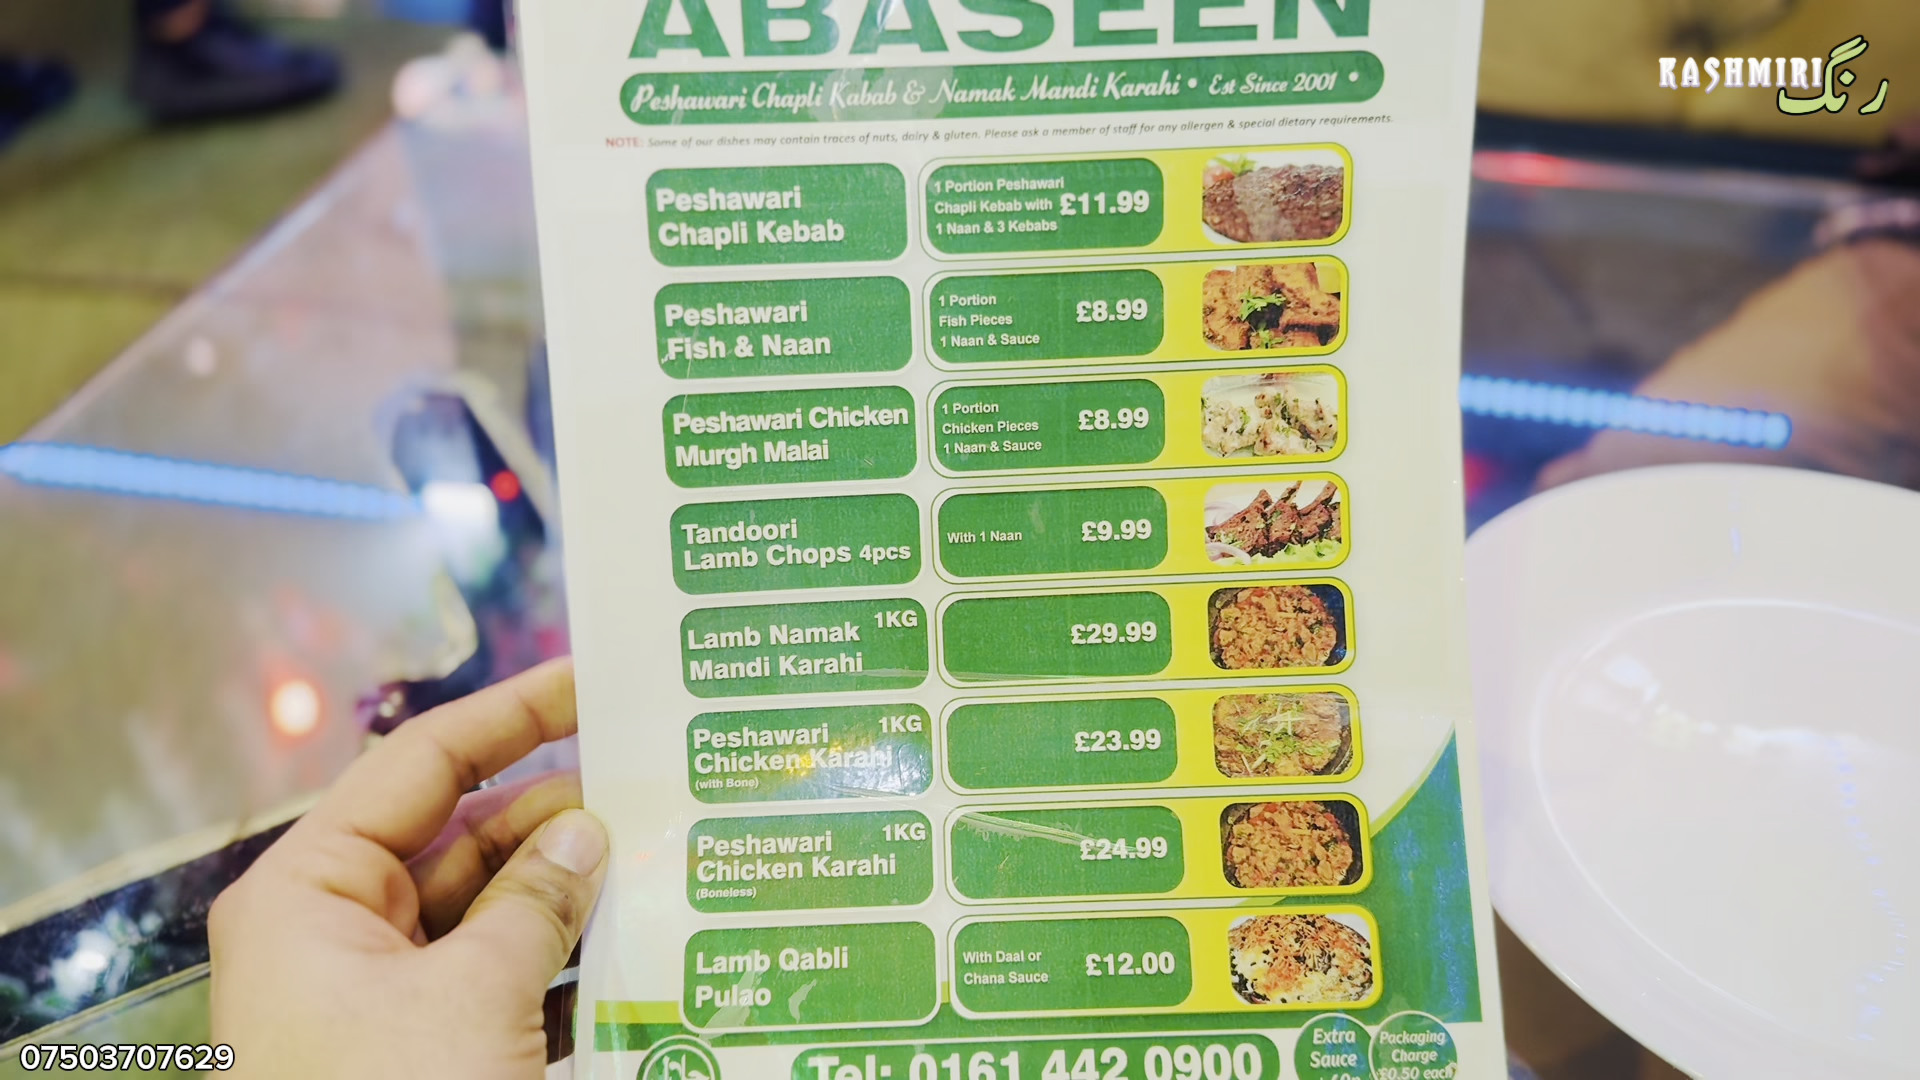 ABASEEN
Peshawari Chapli Kabab & Namak Mandi Karahi • Est Since 2001 •
NOTE: Some of our dishes may contain traces of nuts, dairy & gluten. Please ask a member of staff for any allergen & special dietary requirements.
KASHMIRI رنگ
Peshawari
Chapli Kebab
1 Portion Peshawari
Chapli Kebab with
1 Naan & 3 Kebabs
£11.99
Peshawari
Fish & Naan
1 Portion
Fish Pieces
1 Naan & Sauce
£8.99
Peshawari Chicken
Murgh Malai
1 Portion
Chicken Pieces
1 Naan & Sauce
£8.99
Tandoori
Lamb Chops 4pcs
With 1 Naan
£9.99
Lamb Namak 1KG
Mandi Karahi
£29.99
Peshawari 1KG
Chicken Karahi
(with Bone)
£23.99
Peshawari 1KG
Chicken Karahi
(Boneless)
£24.99
Lamb Qabli
Pulao
With Daal or
Chana Sauce
£12.00
حلال
Tel: 0161 442 0900
Extra
Sauce
Packaging
Charge
£0.50 each
07503707629